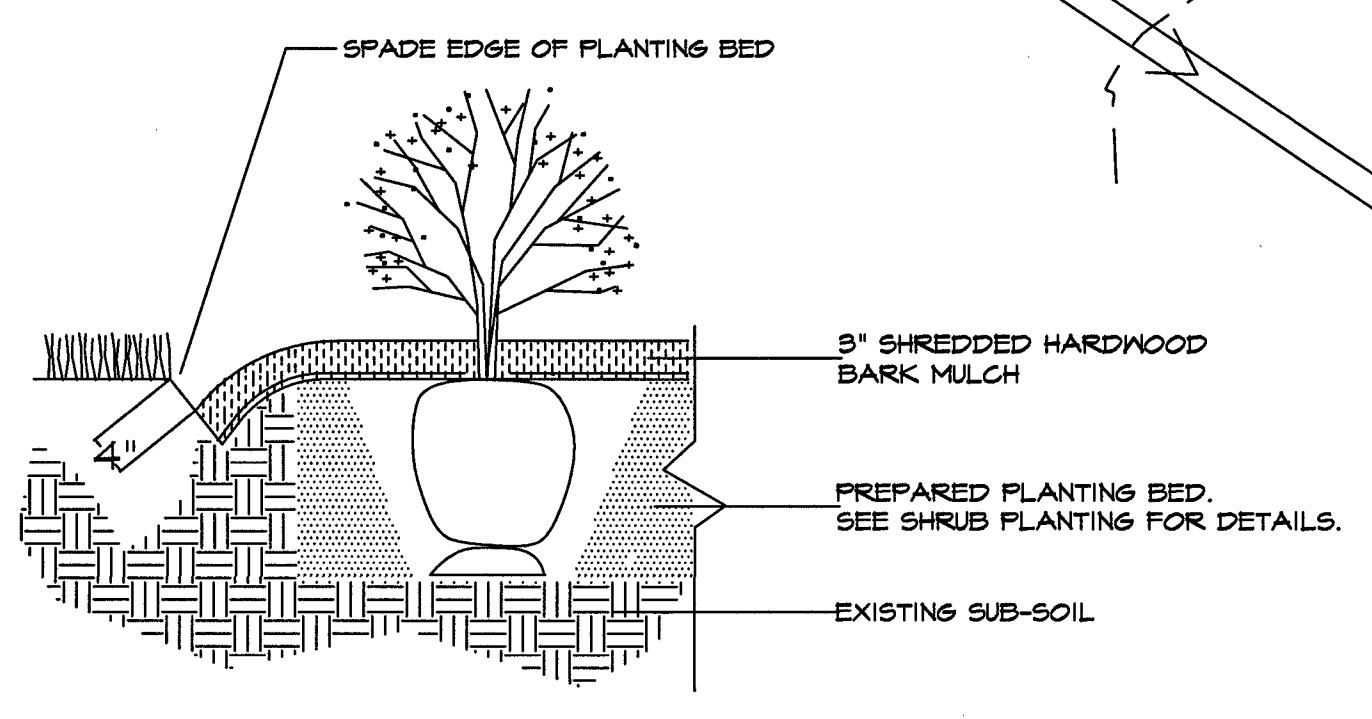 SPADE EDGE OF PLANTING BED
3" SHREDDED HARDWOOD
BARK MULCH
4"
PREPARED PLANTING BED.
SEE SHRUB PLANTING FOR DETAILS.
EXISTING SUB-SOIL